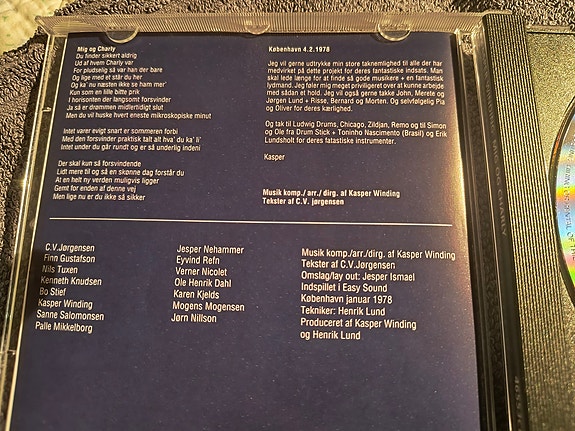 Mig og Charly
Du finder sikkert aldrig
Ud af hvem Charly var
For pludselig så var han der bare
Og lige med et står du her
Og ka' nu næsten ikke se ham mer'
Kun som en lille bitte prik
I horisonten der langsomt forsvinder
Ja så er drømmen midlertidigt slut
Men du vil huske hvert eneste mikroskopiske minut
Intet varer evigt snart er sommeren forbi
Med den forsvinder praktisk talt alt hva' du ka' li'
Intet under du går rundt og er så underlig indeni
Der skal kun så forsvindende
Lidt mere til og så en skønne dag forstår du
At en helt ny verden muligvis ligger
Gemt for enden af denne vej
Men lige nu er du ikke så sikker
København 4.2.1978
Jeg vil gerne udtrykke min store taknemlighed til alle der har
medvirket på dette projekt for deres fantastiske indsats. Man
skal lede længe for at finde så gode musikere + en fantastisk
lydmand. Jeg føler mig meget privilligeret over at kunne arbejde
med sådan et hold. Jeg vil også gerne takke John, Merete og
Jørgen Lund + Risse, Bernard og Morten. Og selvfølgelig Pia
og Oliver for deres kærlighed.
Og tak til Ludwig Drums, Chicago, Zildjan, Remo og til Simon
og Ole fra Drum Stick + Toninho Nascimento (Brasil) og Erik
Lundsholt for deres fatastiske instrumenter.
Kasper
Musik komp./ arr./ dirg. af Kasper Winding
Tekster af C.V. jørgensen
C.V.Jørgensen
Finn Gustafson
Nils Tuxen
Kenneth Knudsen
Bo Stief
Kasper Winding
Sanne Salomonsen
Palle Mikkelborg
Jesper Nehammer
Eyvind Refn
Verner Nicolet
Ole Henrik Dahl
Karen Kjelds
Mogens Mogensen
Jørn Nillson
Musik komp./arr./dirg. af Kasper Winding
Tekster af C.V.Jørgensen
Omslag/lay out: Jesper Ismael
Indspillet i Easy Sound
København januar 1978
Tekniker: Henrik Lund
Produceret af Kasper Winding
og Henrik Lund